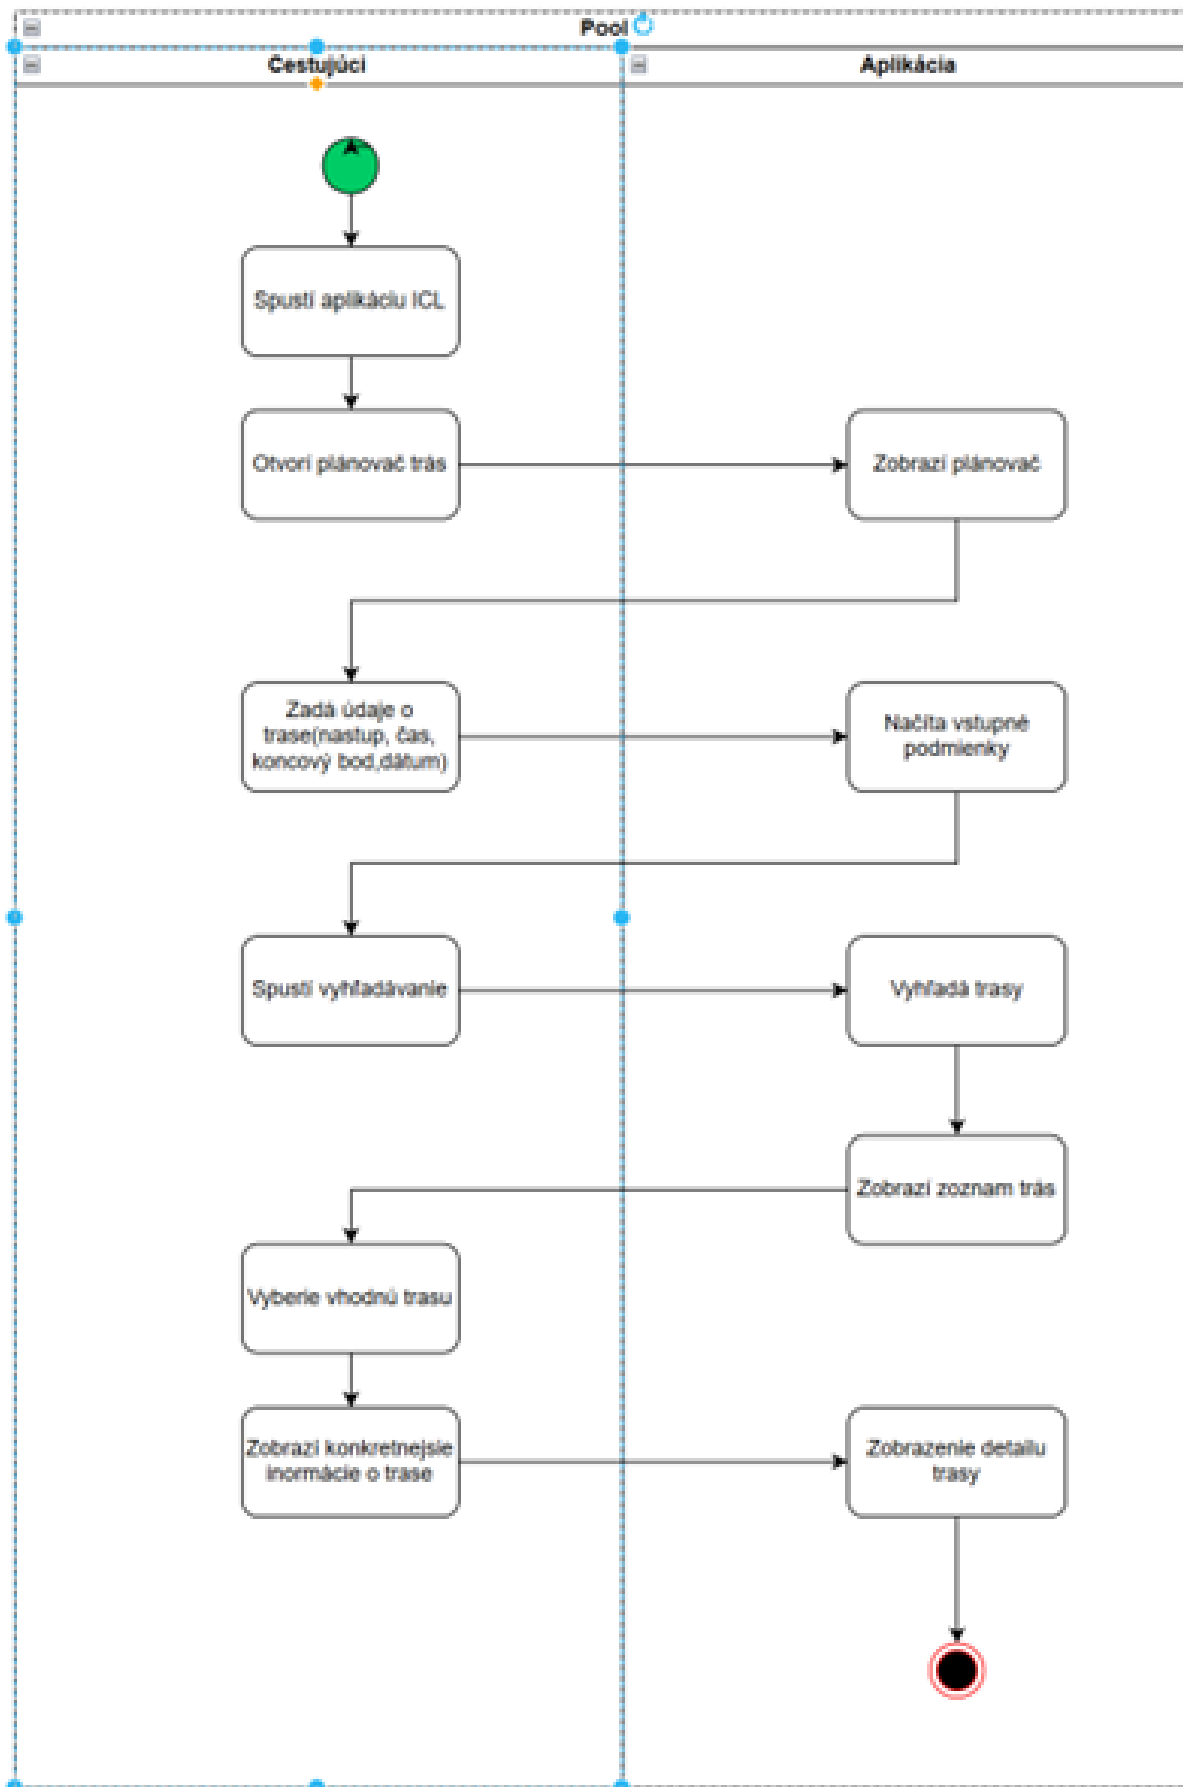 Pool
Cestujúci
Aplikácia
Spustí aplikáciu ICL
Otvorí plánovač trás
Zobrazí plánovač
Zadá údaje o
trase(nastup, čas,
koncový bod,dátum)
Načíta vstupné
podmienky
Spustí vyhľadávanie
Vyhľadá trasy
Zobrazí zoznam trás
Vyberie vhodnú trasu
Zobrazí konkretnejsie
inormácie o trase
Zobrazenie detailu
trasy